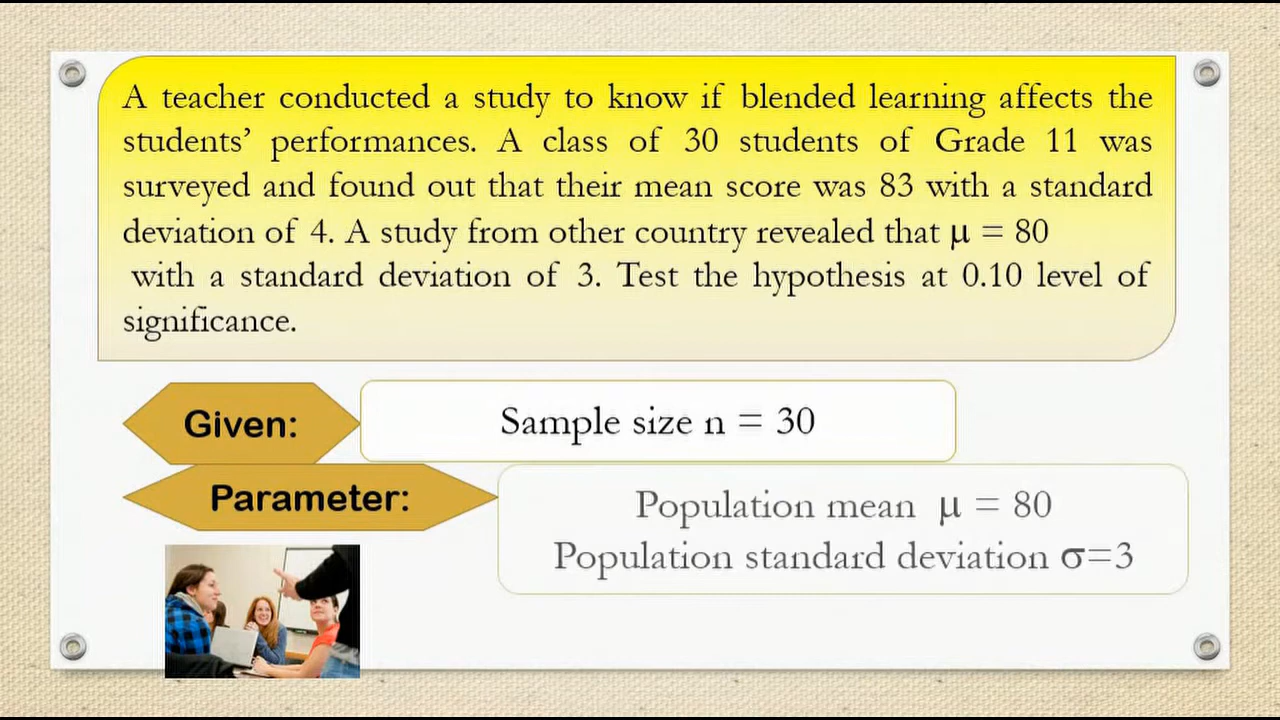 A teacher conducted a study to know if blended learning affects the
students’ performances. A class of 30 students of Grade 11 was
surveyed and found out that their mean score was 83 with a standard
deviation of 4. A study from other country revealed that μ = 80
with a standard deviation of 3. Test the hypothesis at 0.10 level of
significance.
Given:
Sample size n = 30
Parameter:
Population mean μ = 80
Population standard deviation σ=3